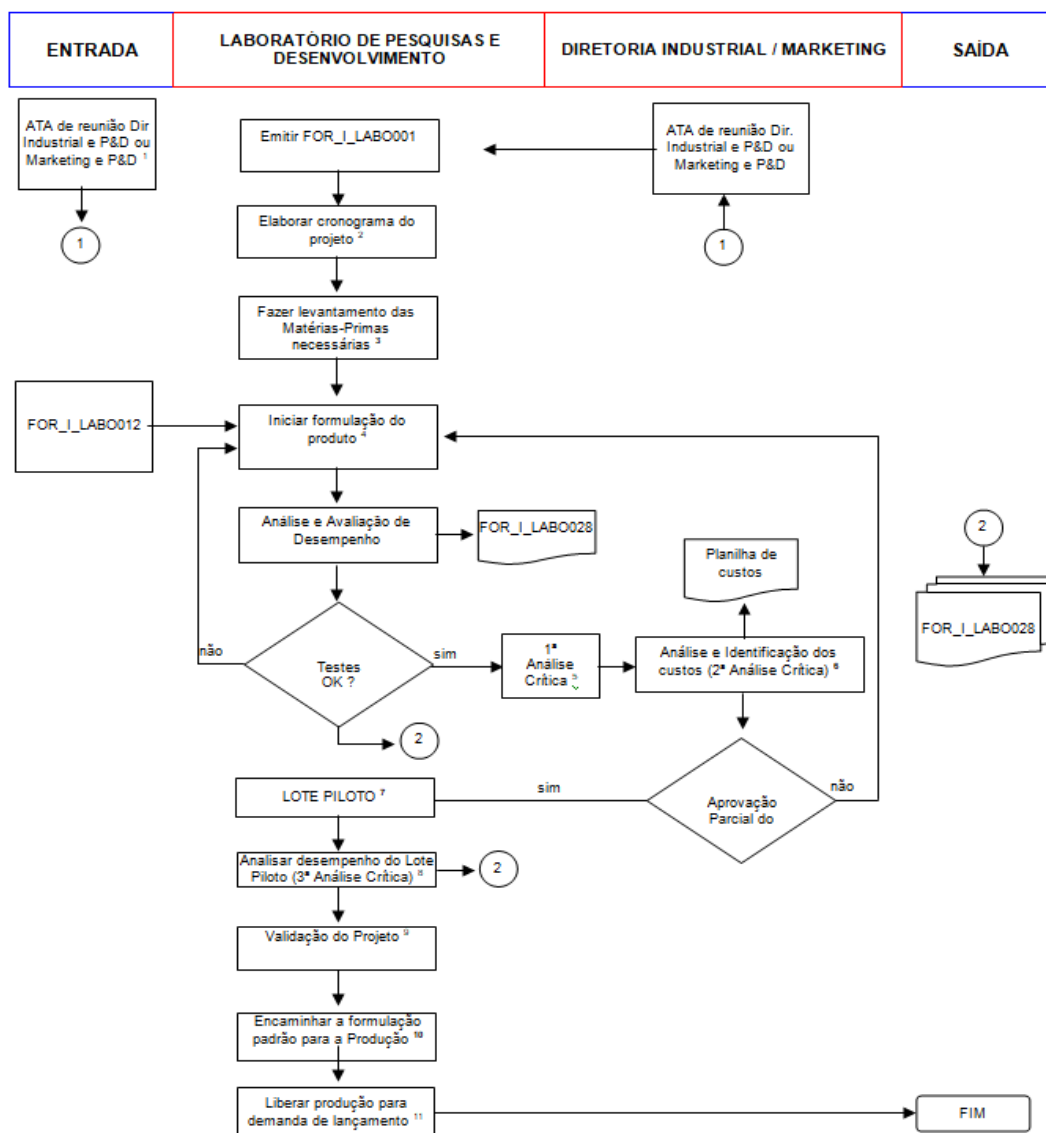 ENTRADA
LABORATÓRIO DE PESQUISAS E
DESENVOLVIMENTO
DIRETORIA INDUSTRIAL / MARKETING
SAÍDA
ATA de reunião Dir
Industrial e P&D ou
Marketing e P&D ¹
1
Emitir FOR_I_LABO001
ATA de reunião Dir.
Industrial e P&D ou
Marketing e P&D
1
Elaborar cronograma do
projeto ²
Fazer levantamento das
Matérias-Primas
necessárias ³
FOR_I_LABO012
Iniciar formulação do
produto ⁴
Análise e Avaliação de
Desempenho
FOR_I_LABO028
Planilha de
custos
2
FOR_I_LABO028
não
Testes
OK ?
sim
1ª
Análise
Crítica ⁵
Análise e Identificação dos
custos (2ª Análise Crítica) ⁶
2
LOTE PILOTO ⁷
sim
Aprovação
Parcial do
não
Analisar desempenho do Lote
Piloto (3ª Análise Crítica) ⁸
2
Validação do Projeto ⁹
Encaminhar a formulação
padrão para a Produção ¹⁰
Liberar produção para
demanda de lançamento ¹¹
FIM